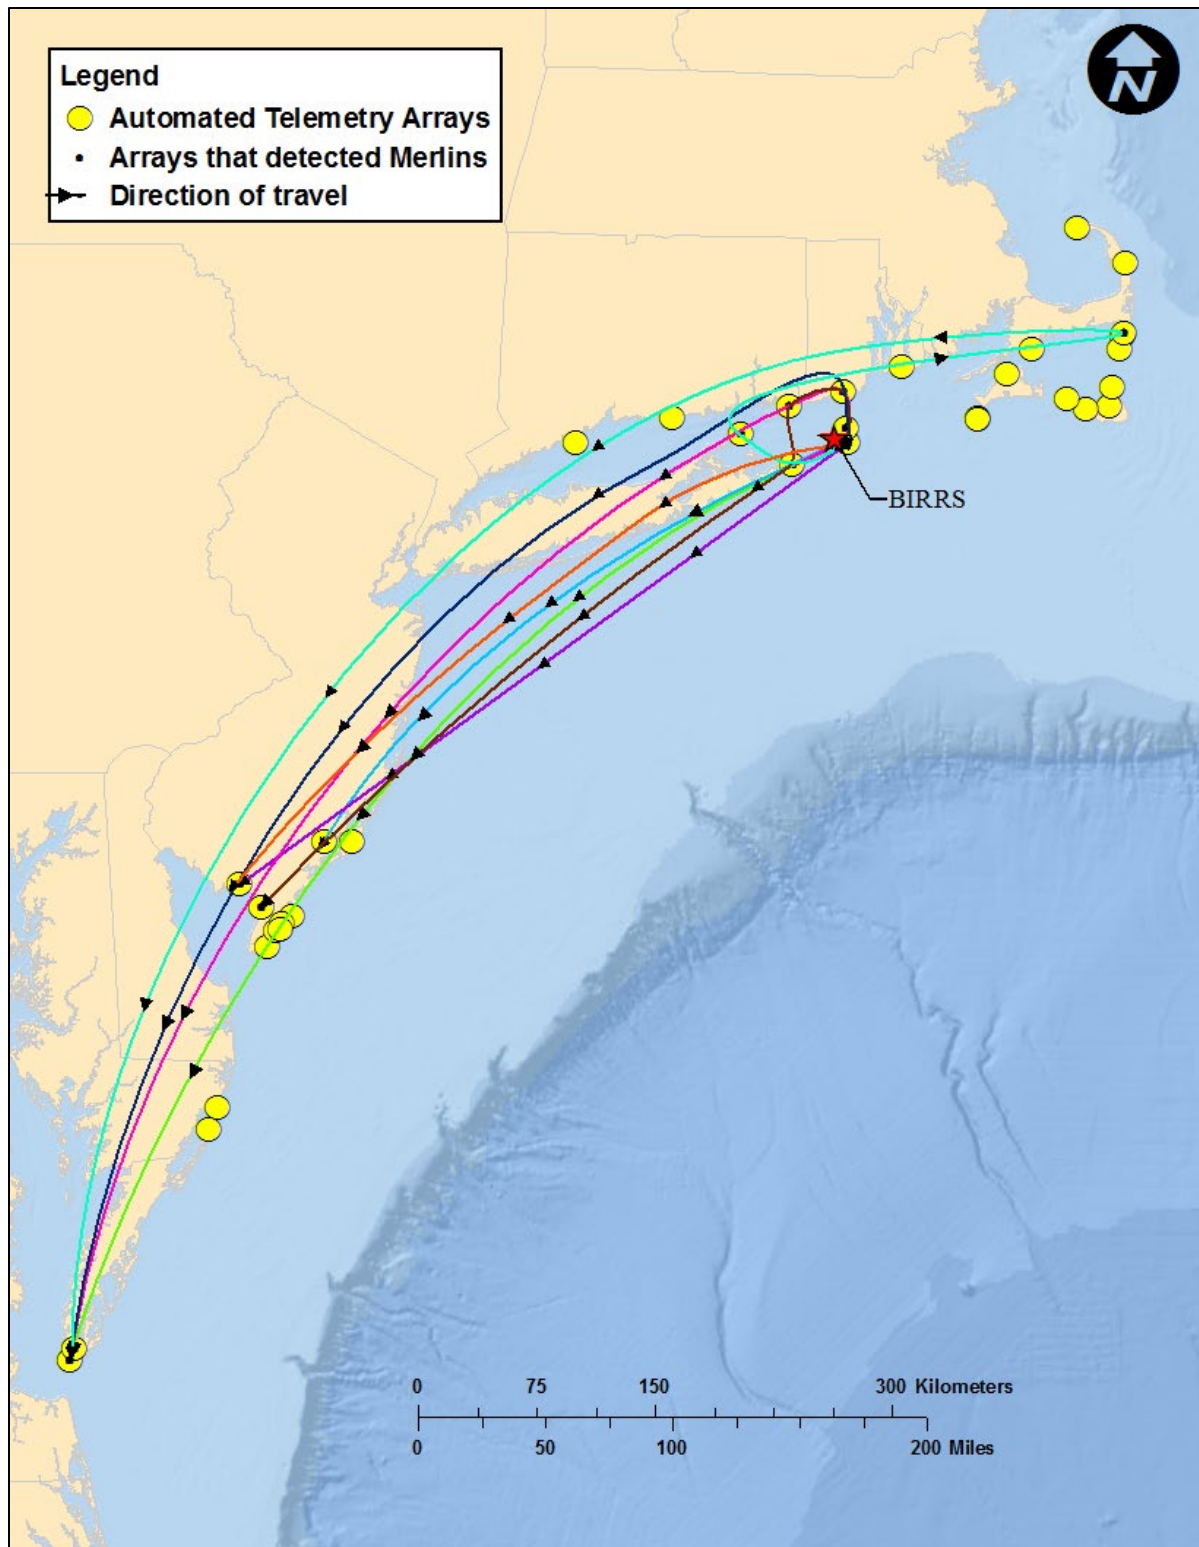 N
Legend
Automated Telemetry Arrays
Arrays that detected Merlins
Direction of travel
BIRRS
0 75 150 300 Kilometers
0 50 100 200 Miles